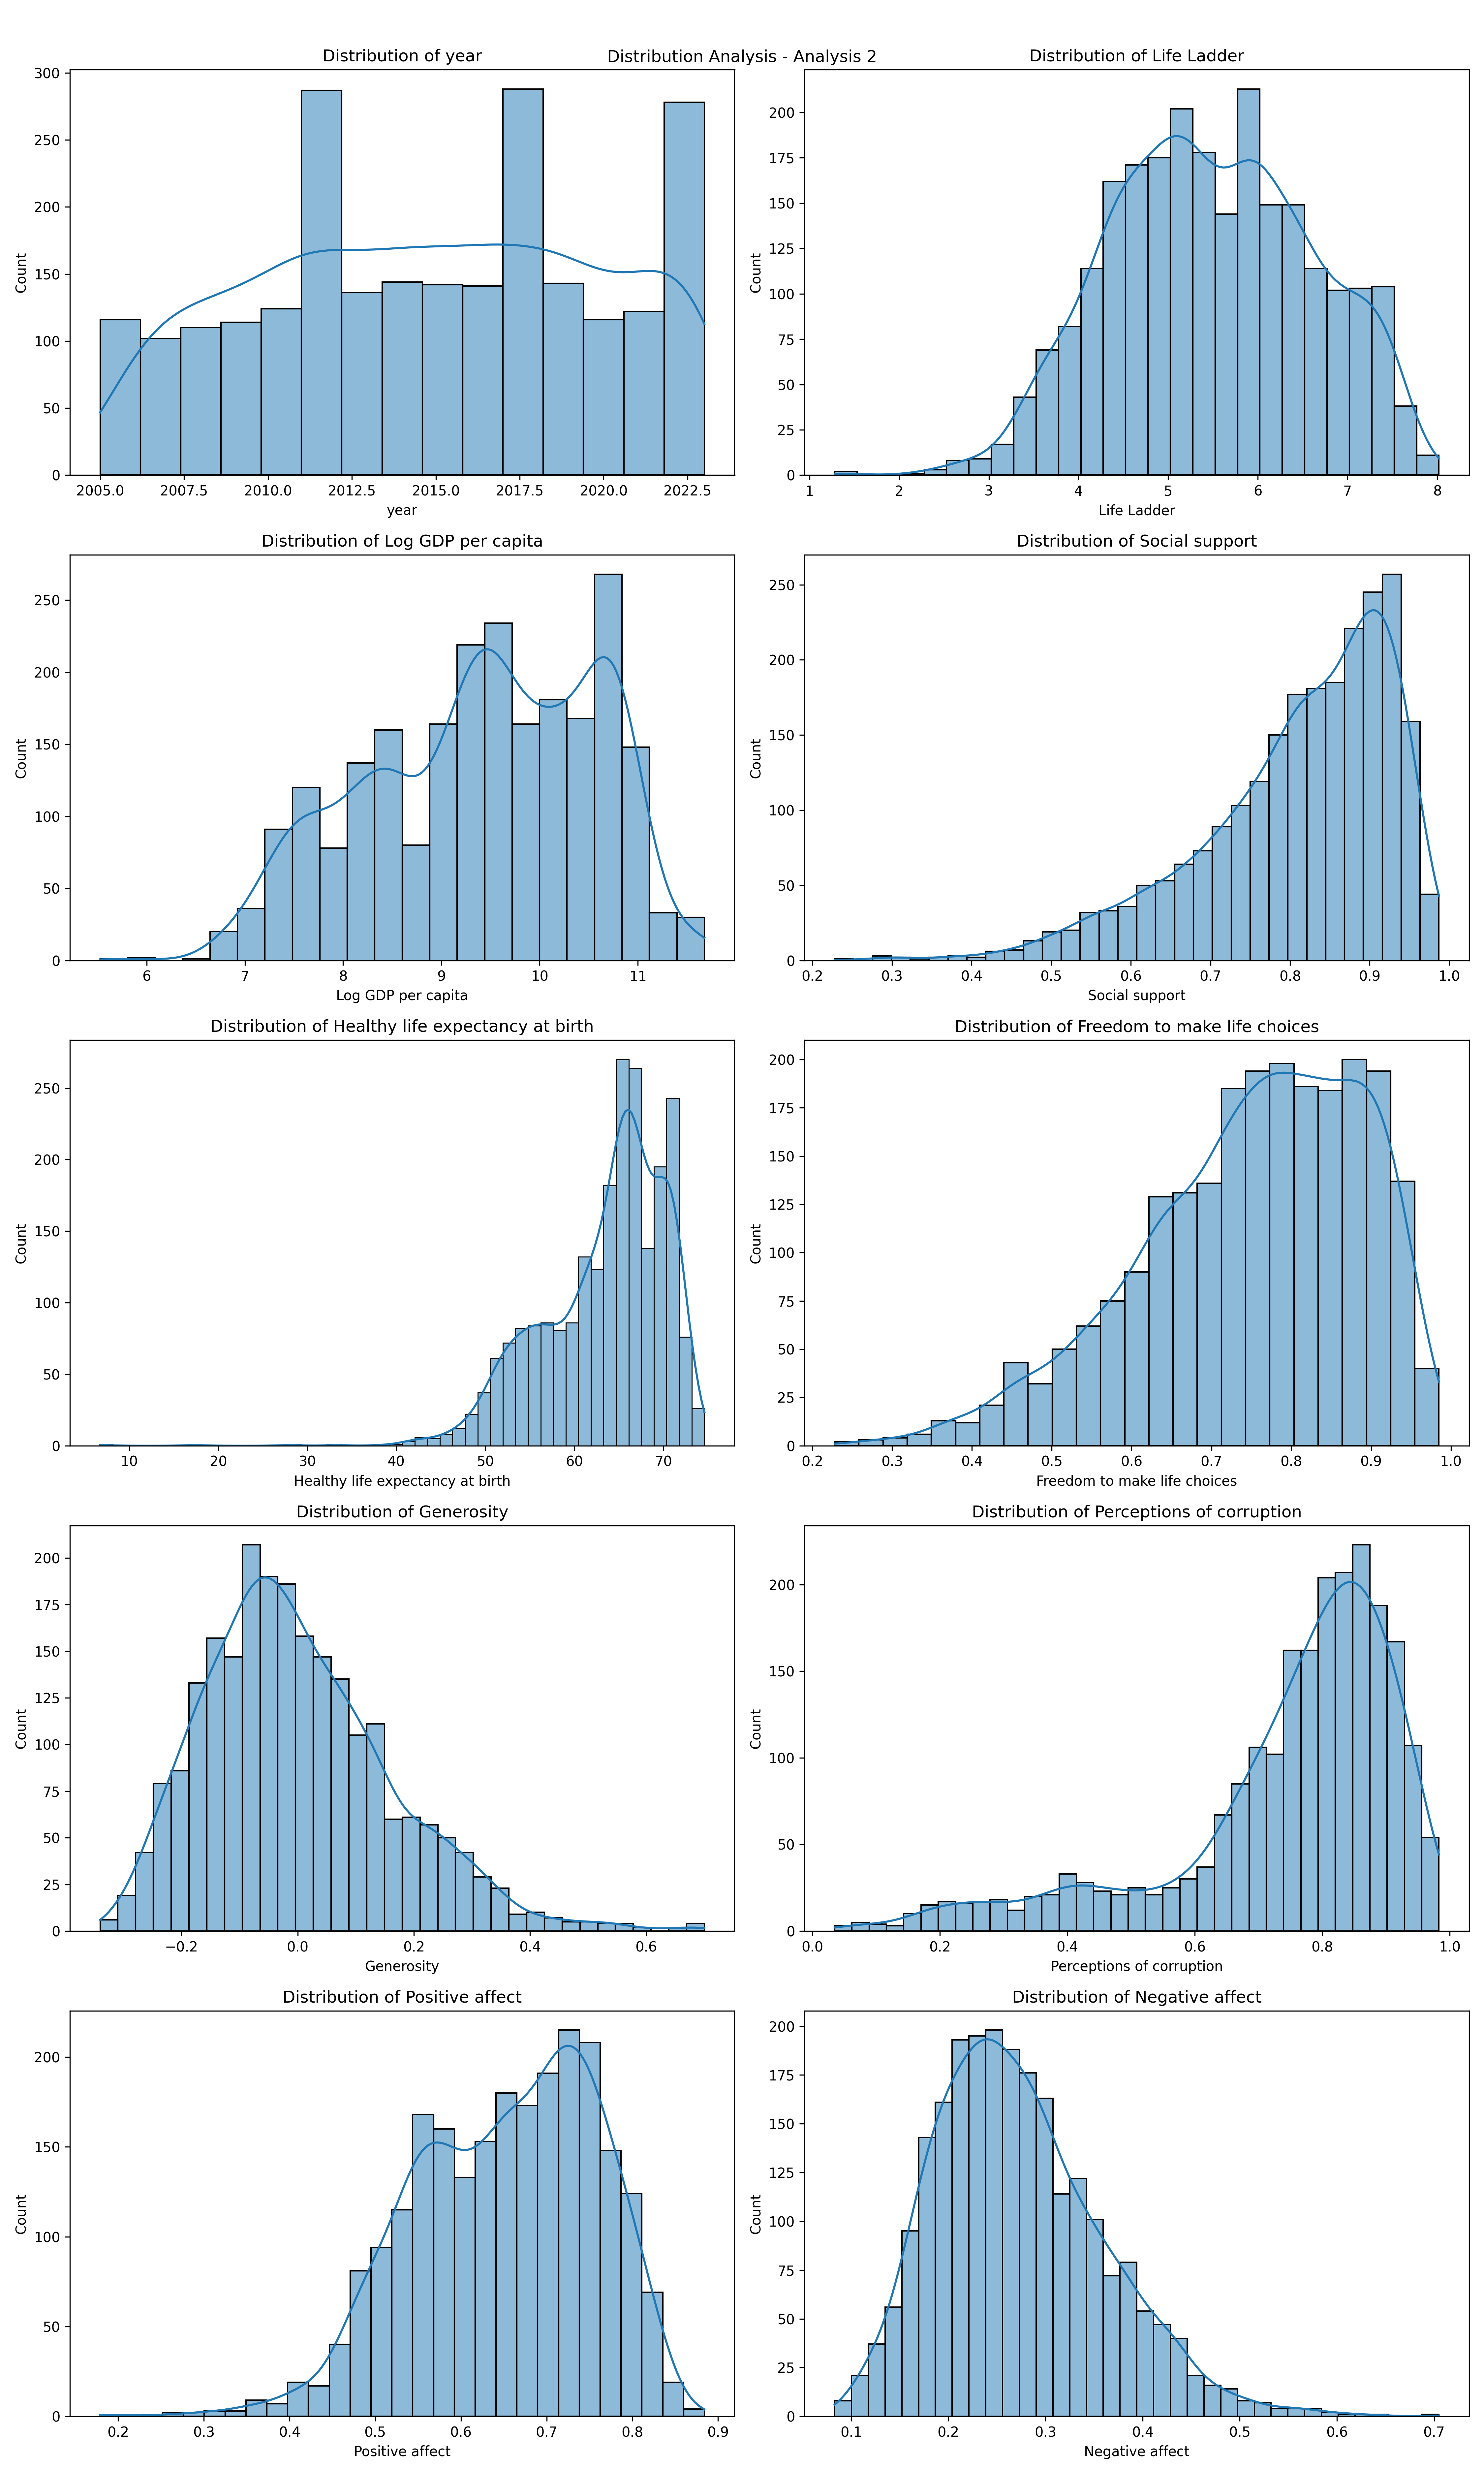 Distribution Analysis - Analysis 2
Distribution of year
Count
300
250
200
150
100
50
0
2005.0 2007.5 2010.0 2012.5 2015.0 2017.5 2020.0 2022.5
year
Distribution of Life Ladder
Count
200
175
150
125
100
75
50
25
0
1 2 3 4 5 6 7 8
Life Ladder
Distribution of Log GDP per capita
Count
250
200
150
100
50
0
6 7 8 9 10 11
Log GDP per capita
Distribution of Social support
Count
250
200
150
100
50
0
0.2 0.3 0.4 0.5 0.6 0.7 0.8 0.9 1.0
Social support
Distribution of Healthy life expectancy at birth
Count
250
200
150
100
50
0
10 20 30 40 50 60 70
Healthy life expectancy at birth
Distribution of Freedom to make life choices
Count
200
175
150
125
100
75
50
25
0
0.2 0.3 0.4 0.5 0.6 0.7 0.8 0.9 1.0
Freedom to make life choices
Distribution of Generosity
Count
200
175
150
125
100
75
50
25
0
−0.2 0.0 0.2 0.4 0.6
Generosity
Distribution of Perceptions of corruption
Count
200
150
100
50
0
0.0 0.2 0.4 0.6 0.8 1.0
Perceptions of corruption
Distribution of Positive affect
Count
200
150
100
50
0
0.2 0.3 0.4 0.5 0.6 0.7 0.8 0.9
Positive affect
Distribution of Negative affect
Count
200
175
150
125
100
75
50
25
0
0.1 0.2 0.3 0.4 0.5 0.6 0.7
Negative affect